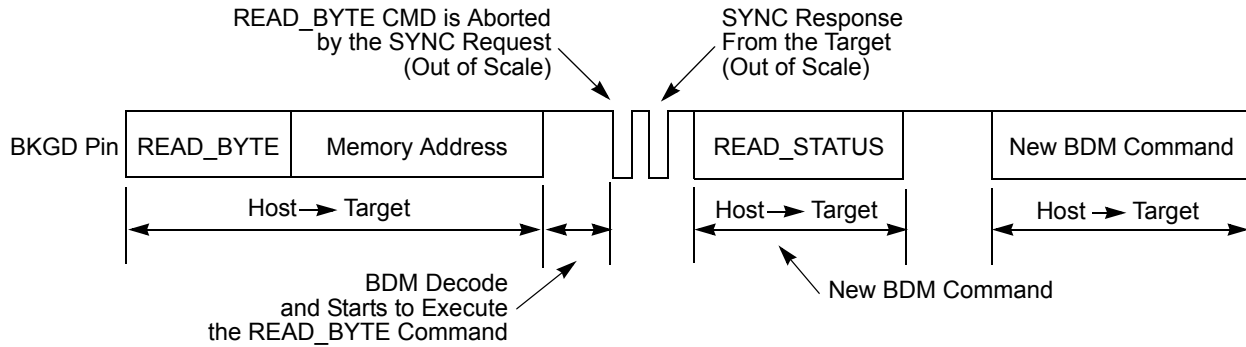 READ_BYTE CMD is Aborted
by the SYNC Request
(Out of Scale)
SYNC Response
From the Target
(Out of Scale)
BKGD Pin
READ_BYTE
Memory Address
READ_STATUS
New BDM Command
Host Target
Host Target
Host Target
BDM Decode
and Starts to Execute
the READ_BYTE Command
New BDM Command